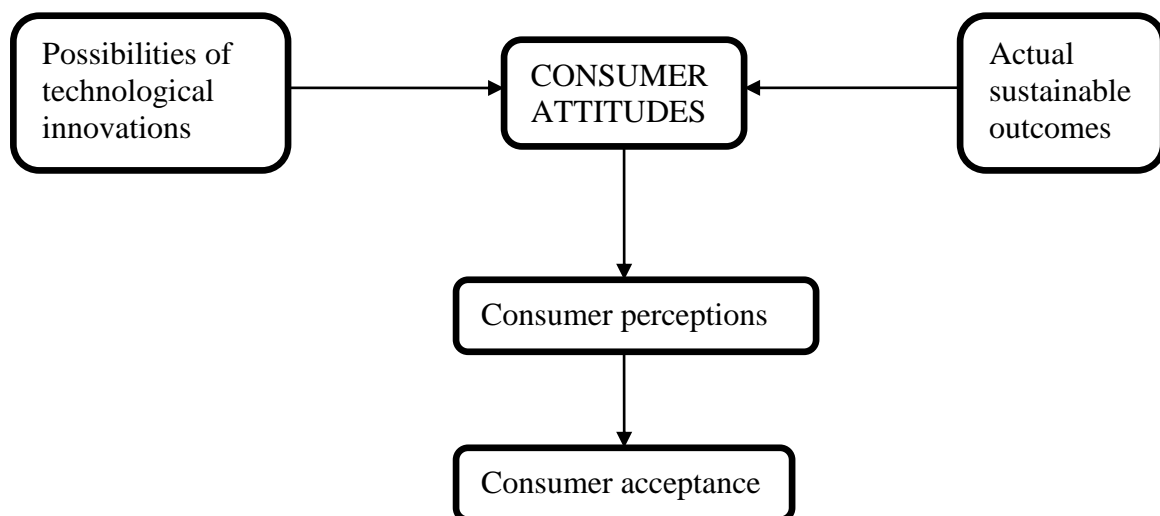 Possibilities of
technological
innovations
CONSUMER
ATTITUDES
Actual
sustainable
outcomes
Consumer perceptions
Consumer acceptance